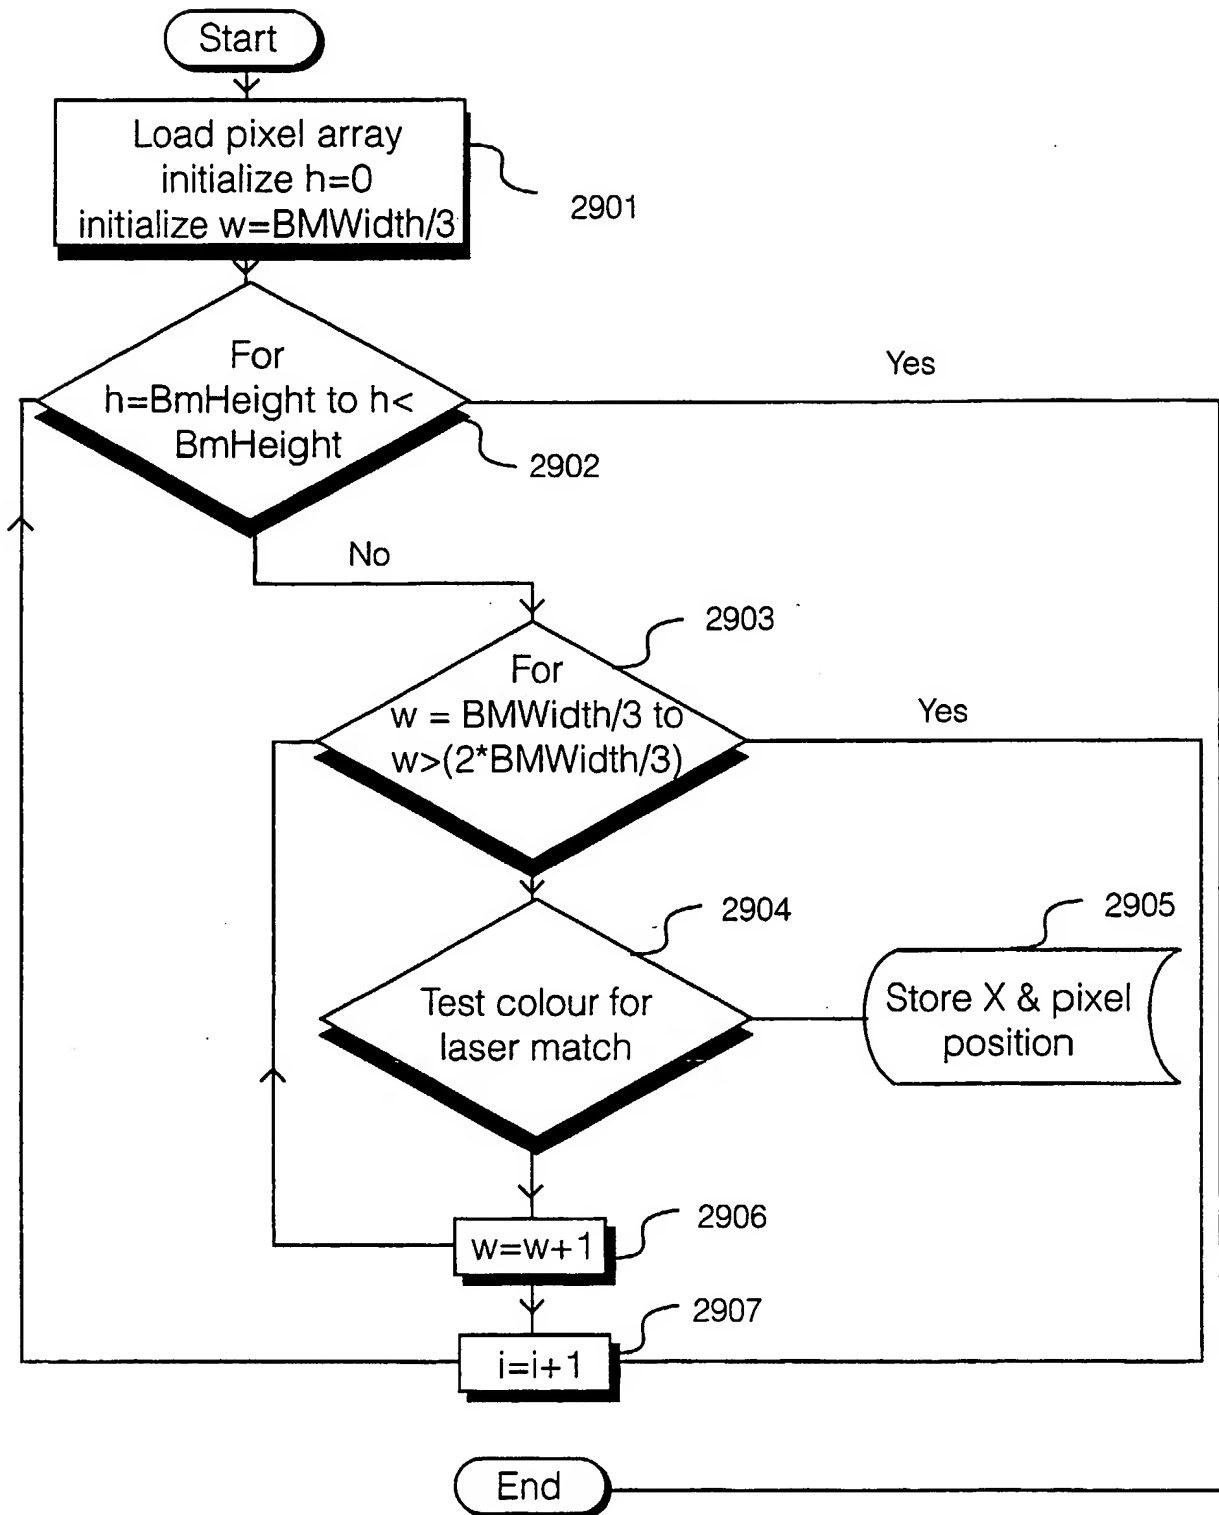 Start
Load pixel array
initialize h=0
initialize w=BMWidth/3
2901
For
h=BmHeight to h<
BmHeight
2902
Yes
No
2903
For
w = BMWidth/3 to
w>(2*BMWidth/3)
Yes
2904
Test colour for
laser match
2905
Store X & pixel
position
2906
w=w+1
2907
i=i+1
End